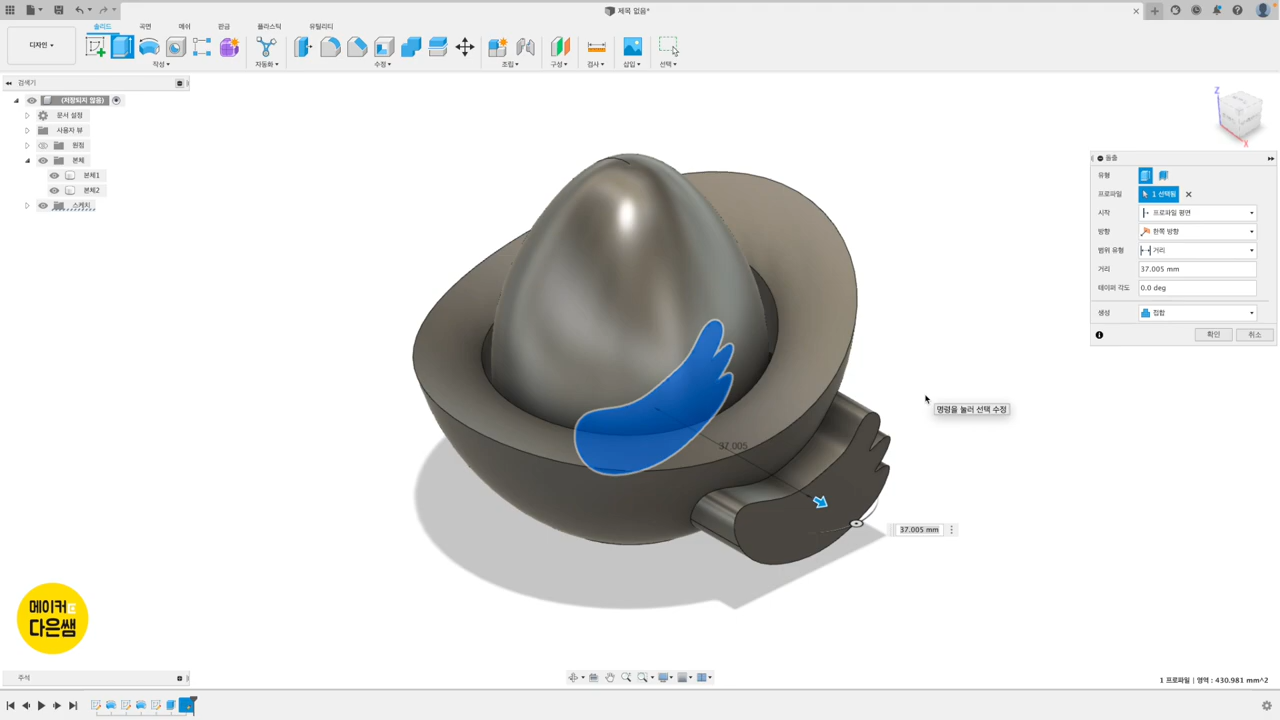 제목 없음*
솔리드 곡면 메쉬 판금 플라스틱 유틸리티
디자인
작성 자동화 수정 조립 구성 검사 삽입 선택
검색기
(저장되지 않음)
문서 설정
사용자 뷰
원점
본체
본체1
본체2
스케치
Z
X
돌출
유형
프로파일 1 선택됨
시작 프로파일 평면
방향 한쪽 방향
범위 유형 거리
거리 37.005 mm
테이퍼 각도 0.0 deg
생성 접합
확인 취소
명령을 눌러 선택 수정
37.005
37.005 mm
메이커
다은쌤
주석
1 프로파일 | 영역 : 430.981 mm^2